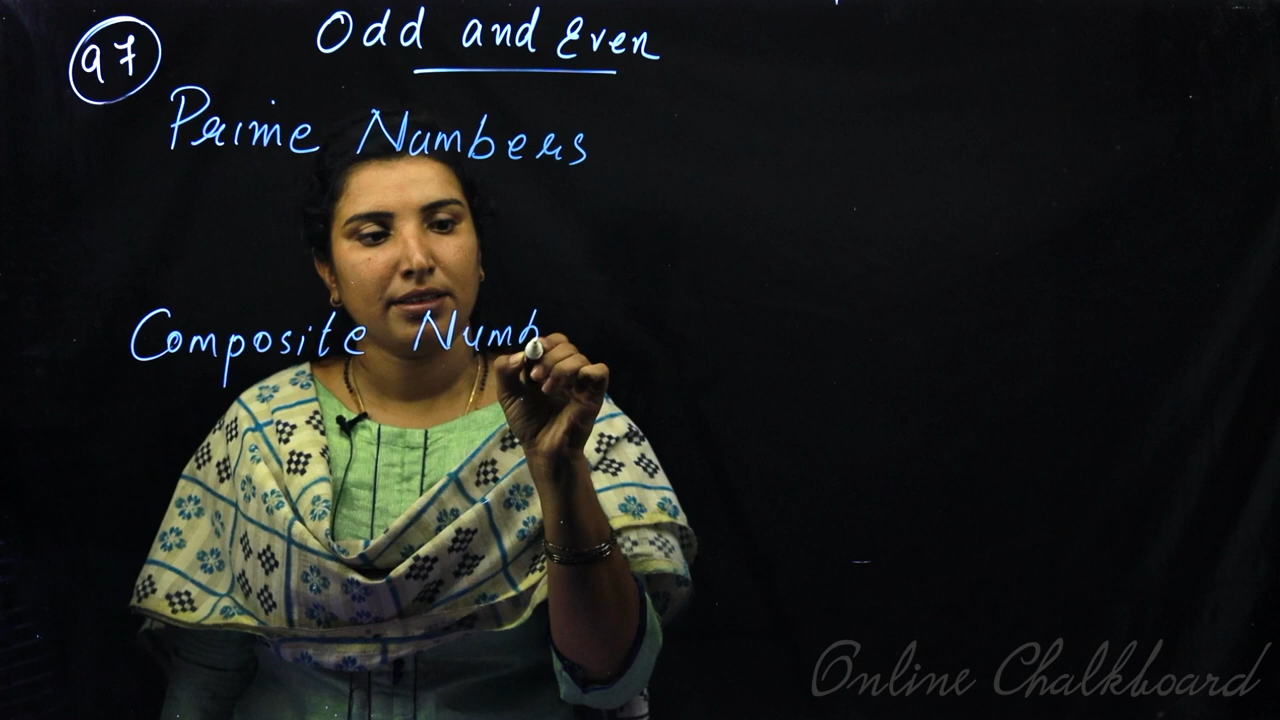 97
Odd and Even
Prime Numbers
Composite Numb
Online Chalkboard